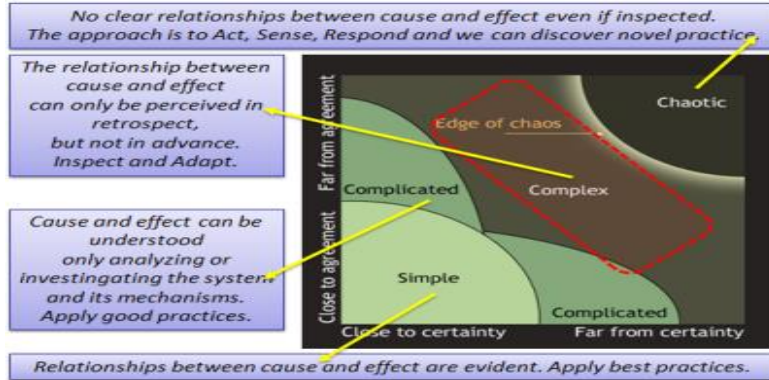 No clear relationships between cause and effect even if inspected.
The approach is to Act, Sense, Respond and we can discover novel practice.
The relationship between
cause and effect
can only be perceived in
retrospect,
but not in advance.
Inspect and Adapt.
Cause and effect can be
understood
only analyzing or
investingating the system
and its mechanisms.
Apply good practices.
Far from agreement
Close to agreement
Chaotic
Edge of chaos
Complicated
Complex
Simple
Complicated
Close to certainty
Far from certainty
Relationships between cause and effect are evident. Apply best practices.